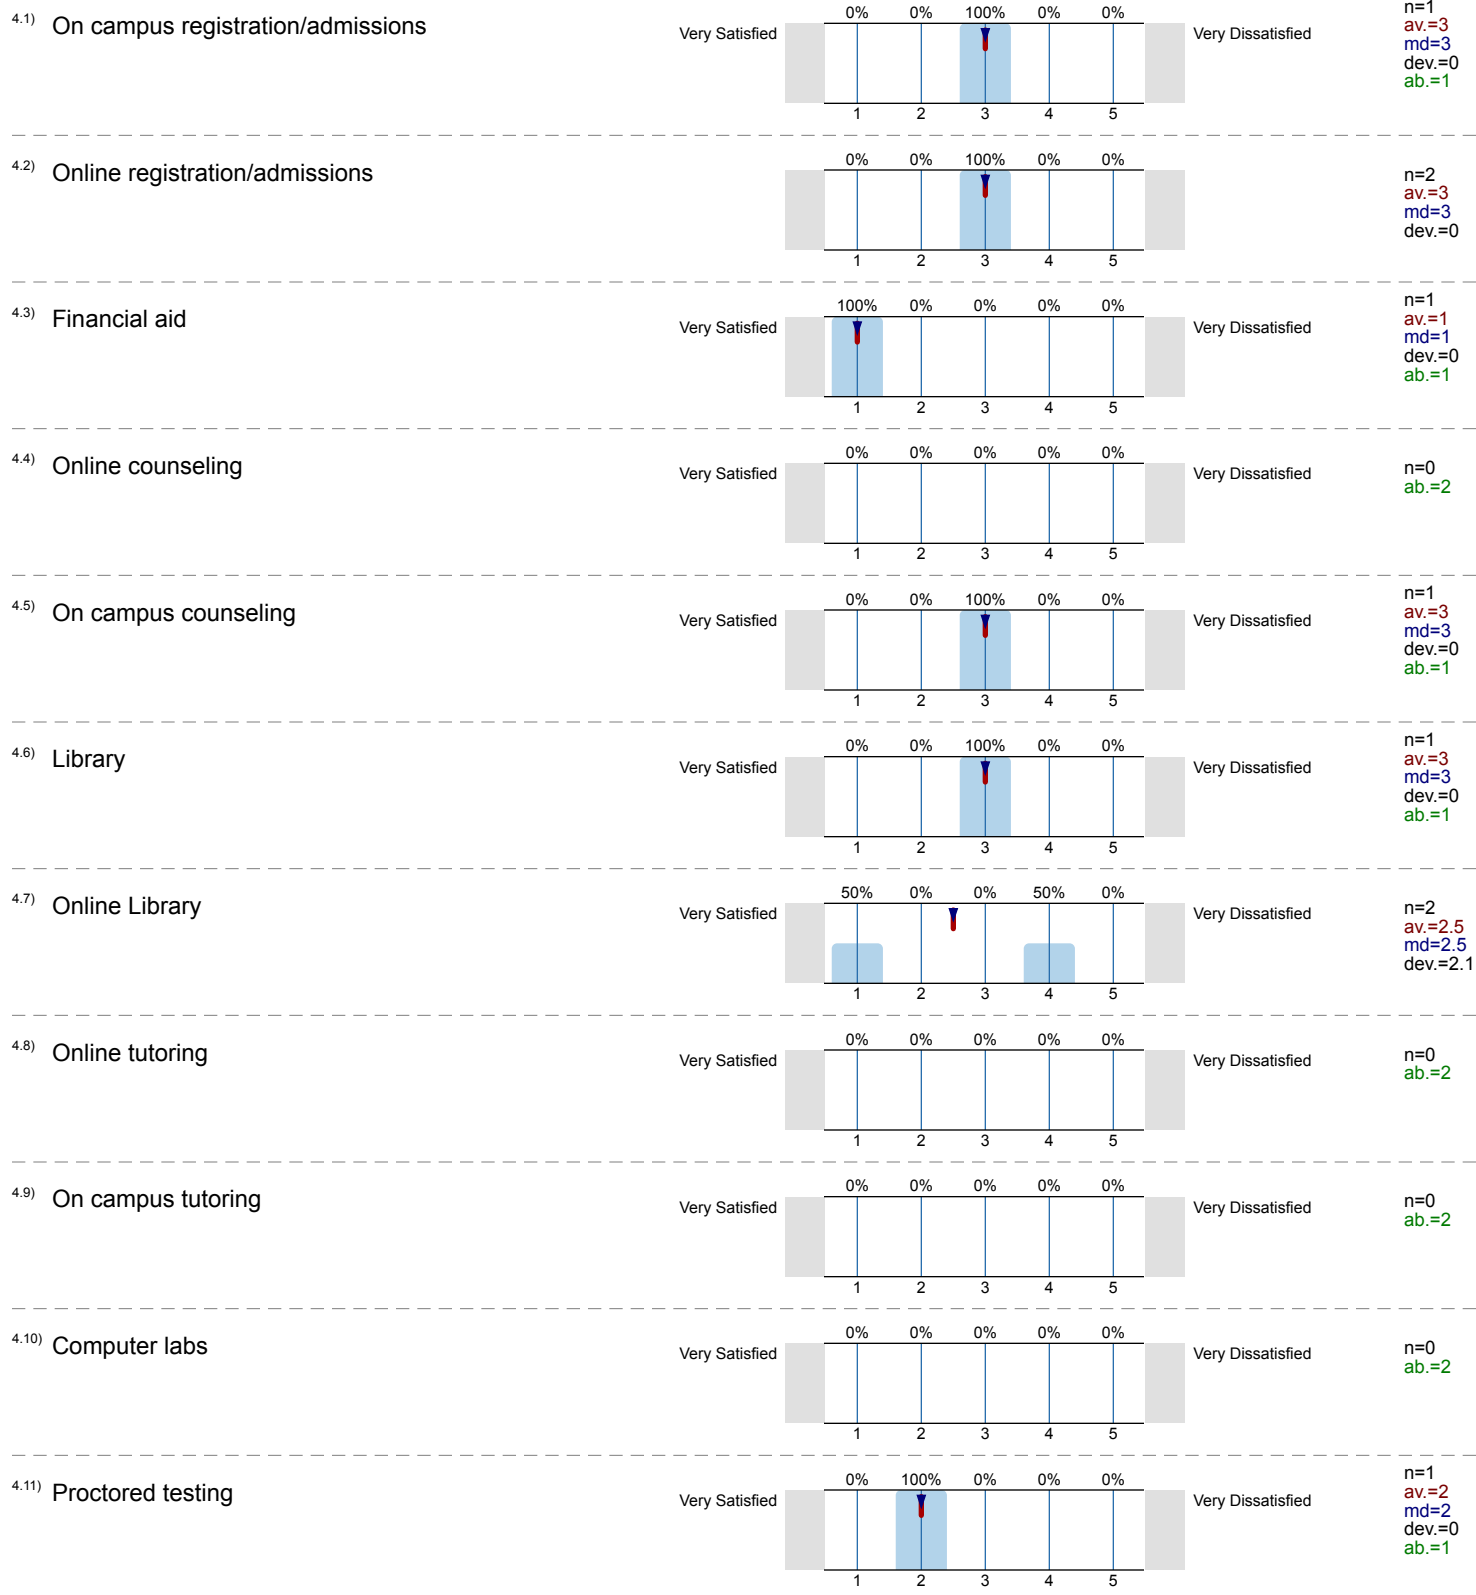 4.1) On campus registration/admissions
0% 0% 100% 0% 0%
Very Satisfied Very Dissatisfied
1 2 3 4 5
n=1
av.=3
md=3
dev.=0
ab.=1
4.2) Online registration/admissions
0% 0% 100% 0% 0%
1 2 3 4 5
n=2
av.=3
md=3
dev.=0
4.3) Financial aid
100% 0% 0% 0% 0%
Very Satisfied Very Dissatisfied
1 2 3 4 5
n=1
av.=1
md=1
dev.=0
ab.=1
4.4) Online counseling
0% 0% 0% 0% 0%
Very Satisfied Very Dissatisfied
1 2 3 4 5
n=0
ab.=2
4.5) On campus counseling
0% 0% 100% 0% 0%
Very Satisfied Very Dissatisfied
1 2 3 4 5
n=1
av.=3
md=3
dev.=0
ab.=1
4.6) Library
0% 0% 100% 0% 0%
Very Satisfied Very Dissatisfied
1 2 3 4 5
n=1
av.=3
md=3
dev.=0
ab.=1
4.7) Online Library
50% 0% 0% 50% 0%
Very Satisfied Very Dissatisfied
1 2 3 4 5
n=2
av.=2.5
md=2.5
dev.=2.1
4.8) Online tutoring
0% 0% 0% 0% 0%
Very Satisfied Very Dissatisfied
1 2 3 4 5
n=0
ab.=2
4.9) On campus tutoring
0% 0% 0% 0% 0%
Very Satisfied Very Dissatisfied
1 2 3 4 5
n=0
ab.=2
4.10) Computer labs
0% 0% 0% 0% 0%
Very Satisfied Very Dissatisfied
1 2 3 4 5
n=0
ab.=2
4.11) Proctored testing
0% 100% 0% 0% 0%
Very Satisfied Very Dissatisfied
1 2 3 4 5
n=1
av.=2
md=2
dev.=0
ab.=1